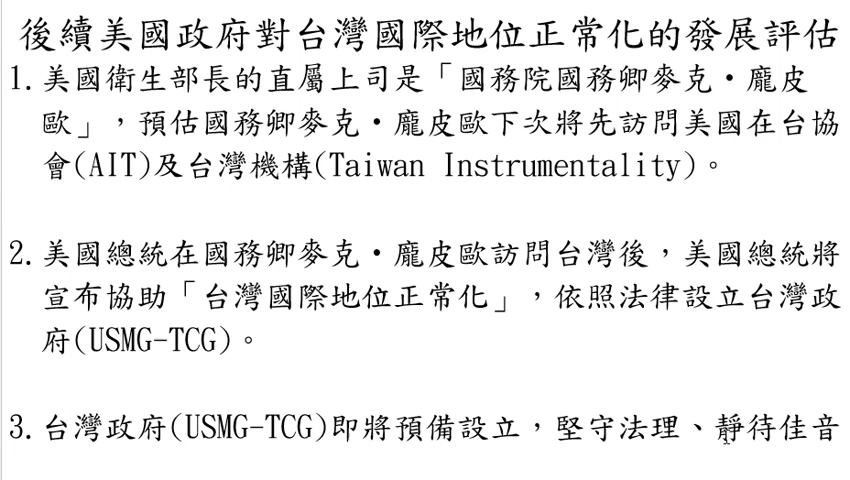 後續美國政府對台灣國際地位正常化的發展評估
1.美國衛生部長的直屬上司是「國務院國務卿麥克•龐皮
歐」，預估國務卿麥克•龐皮歐下次將先訪問美國在台協
會(AIT)及台灣機構(Taiwan Instrumentality)。
2.美國總統在國務卿麥克•龐皮歐訪問台灣後，美國總統將
宣布協助「台灣國際地位正常化」，依照法律設立台灣政
府(USMG-TCG)。
3.台灣政府(USMG-TCG)即將預備設立，堅守法理、靜待佳音